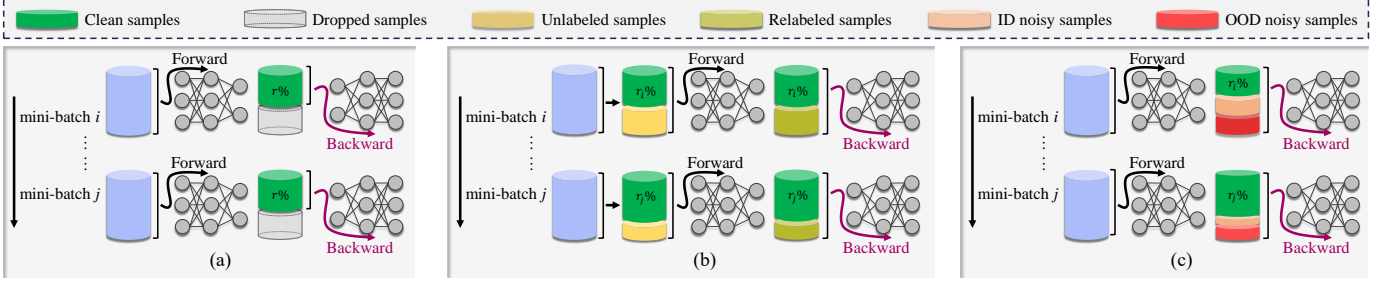 Clean samples Dropped samples Unlabeled samples Relabeled samples ID noisy samples OOD noisy samples
Forward
mini-batch i
r%
Backward
Forward
mini-batch j
r%
Backward
(a)
Forward
mini-batch i
ri%
ri%
Backward
Forward
mini-batch j
rj%
rj%
Backward
(b)
Forward
mini-batch i
ri%
Backward
Forward
mini-batch j
rj%
Backward
(c)